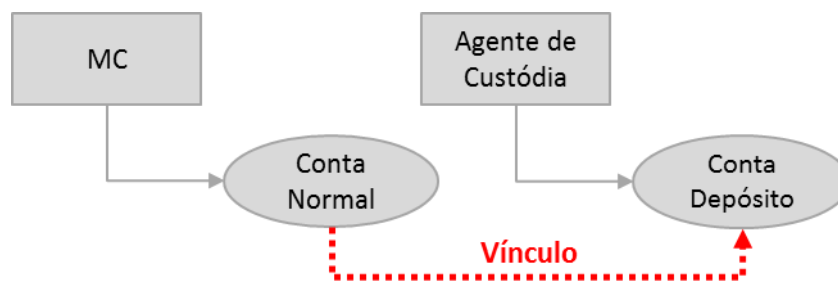 MC
Agente de
Custódia
Conta
Normal
Conta
Depósito
Vínculo